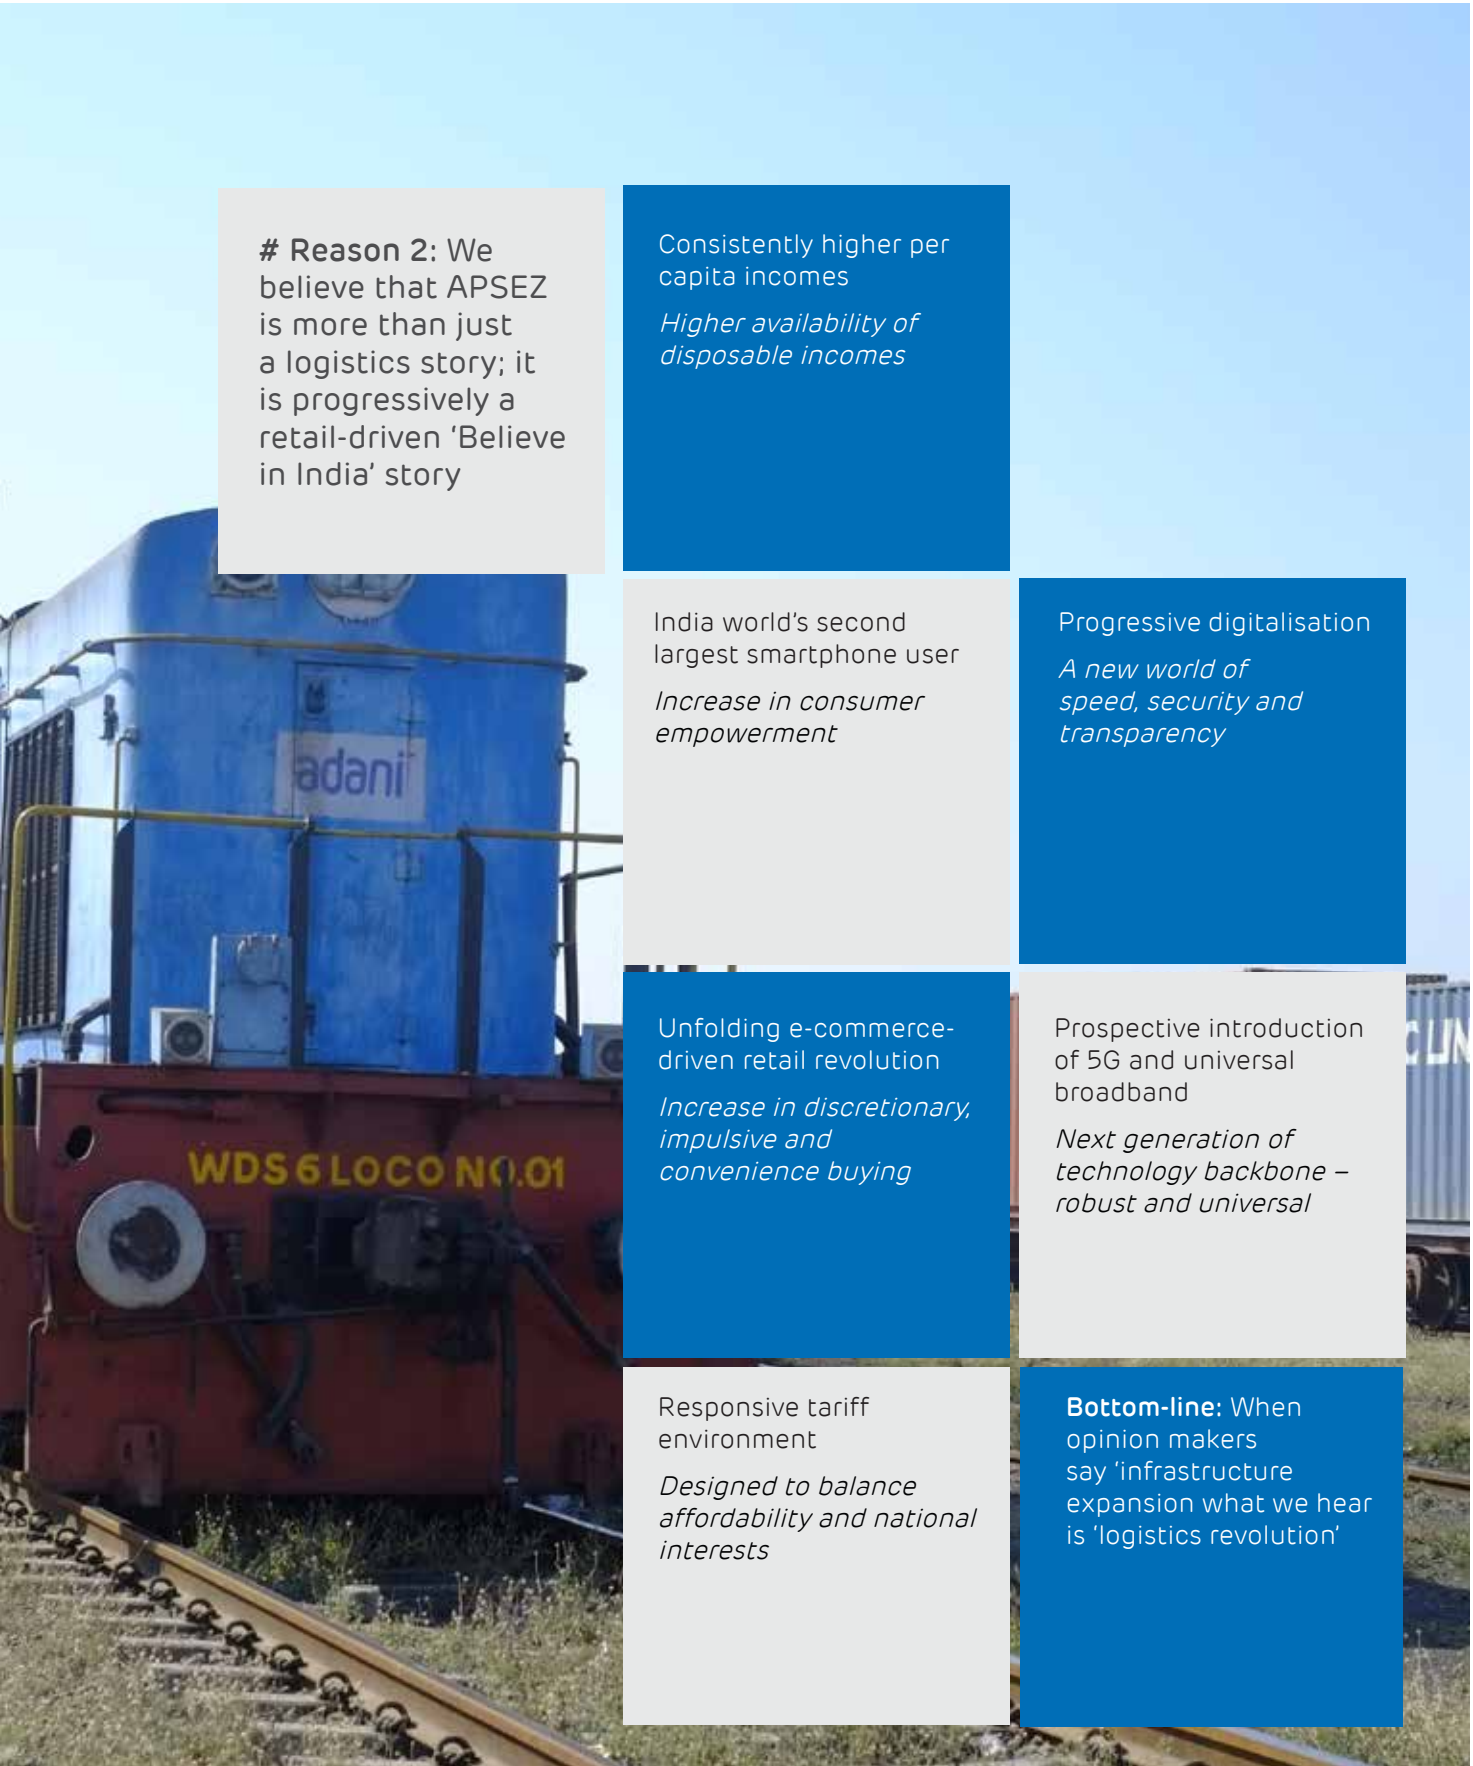 # Reason 2: We
believe that APSEZ
is more than just
a logistics story; it
is progressively a
retail-driven ‘Believe
in India’ story
Consistently higher per
capita incomes
Higher availability of
disposable incomes
India world’s second
largest smartphone user
Increase in consumer
empowerment
Progressive digitalisation
A new world of
speed, security and
transparency
adani
Unfolding e-commerce-
driven retail revolution
Increase in discretionary,
impulsive and
convenience buying
Prospective introduction
of 5G and universal
broadband
Next generation of
technology backbone –
robust and universal
WDS 6 LOCO NO.01
Responsive tariff
environment
Designed to balance
affordability and national
interests
Bottom-line: When
opinion makers
say ‘infrastructure
expansion what we hear
is ‘logistics revolution’